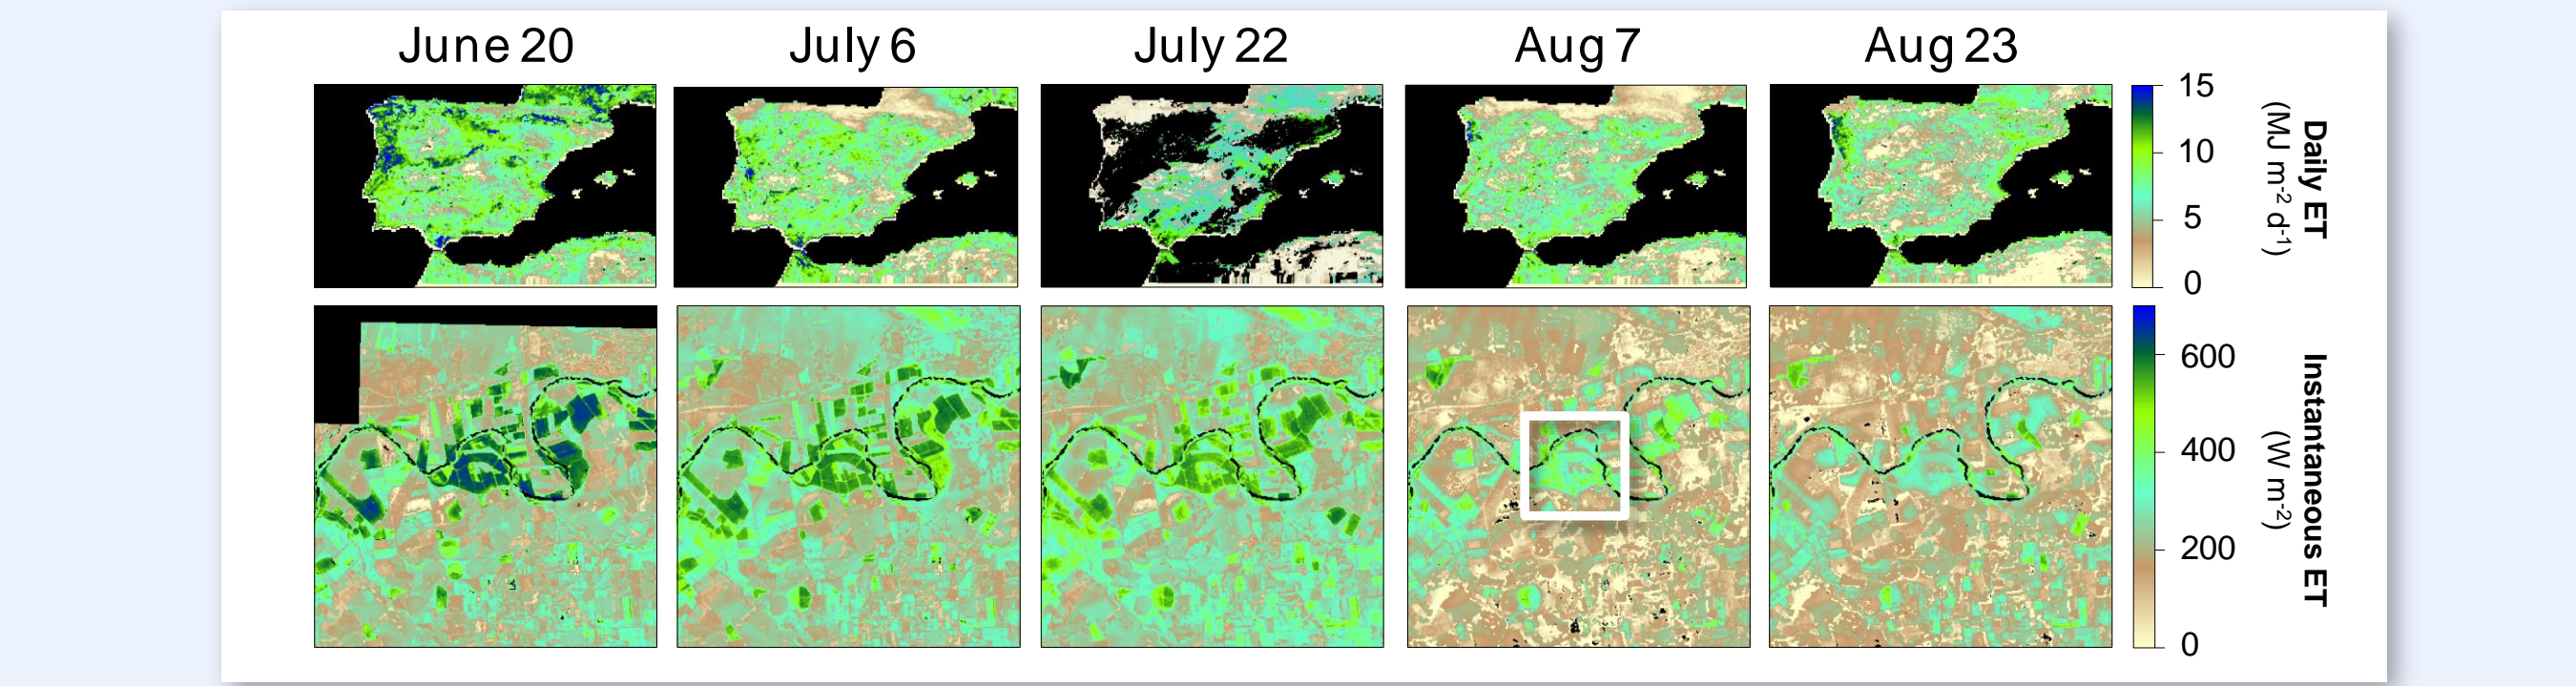 June 20
July 6
July 22
Aug 7
Aug 23
15
10
5
0
Daily ET
(MJ m-2 d-1)
600
400
200
0
Instantaneous ET
(W m-2)